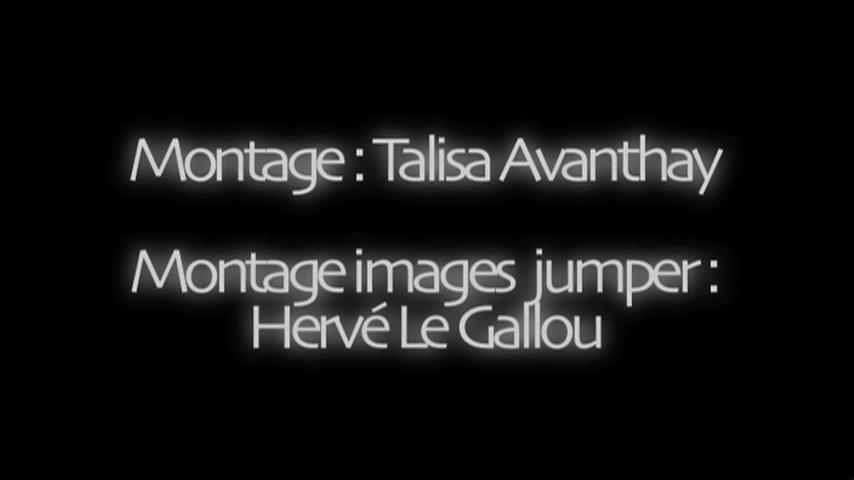 Montage : Talisa Avanthay
Montage images jumper :
Hervé Le Gallou